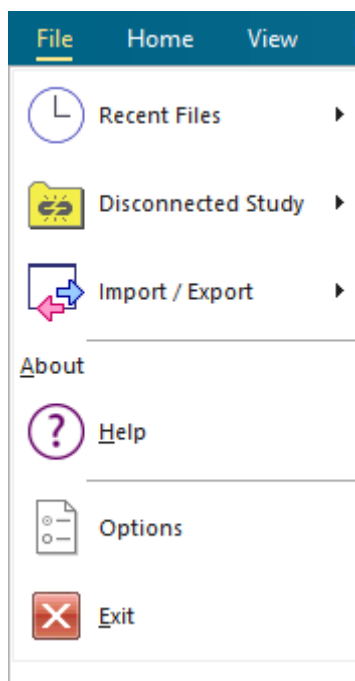 File Home View
Recent Files
Disconnected Study
Import / Export
About
Help
Options
Exit